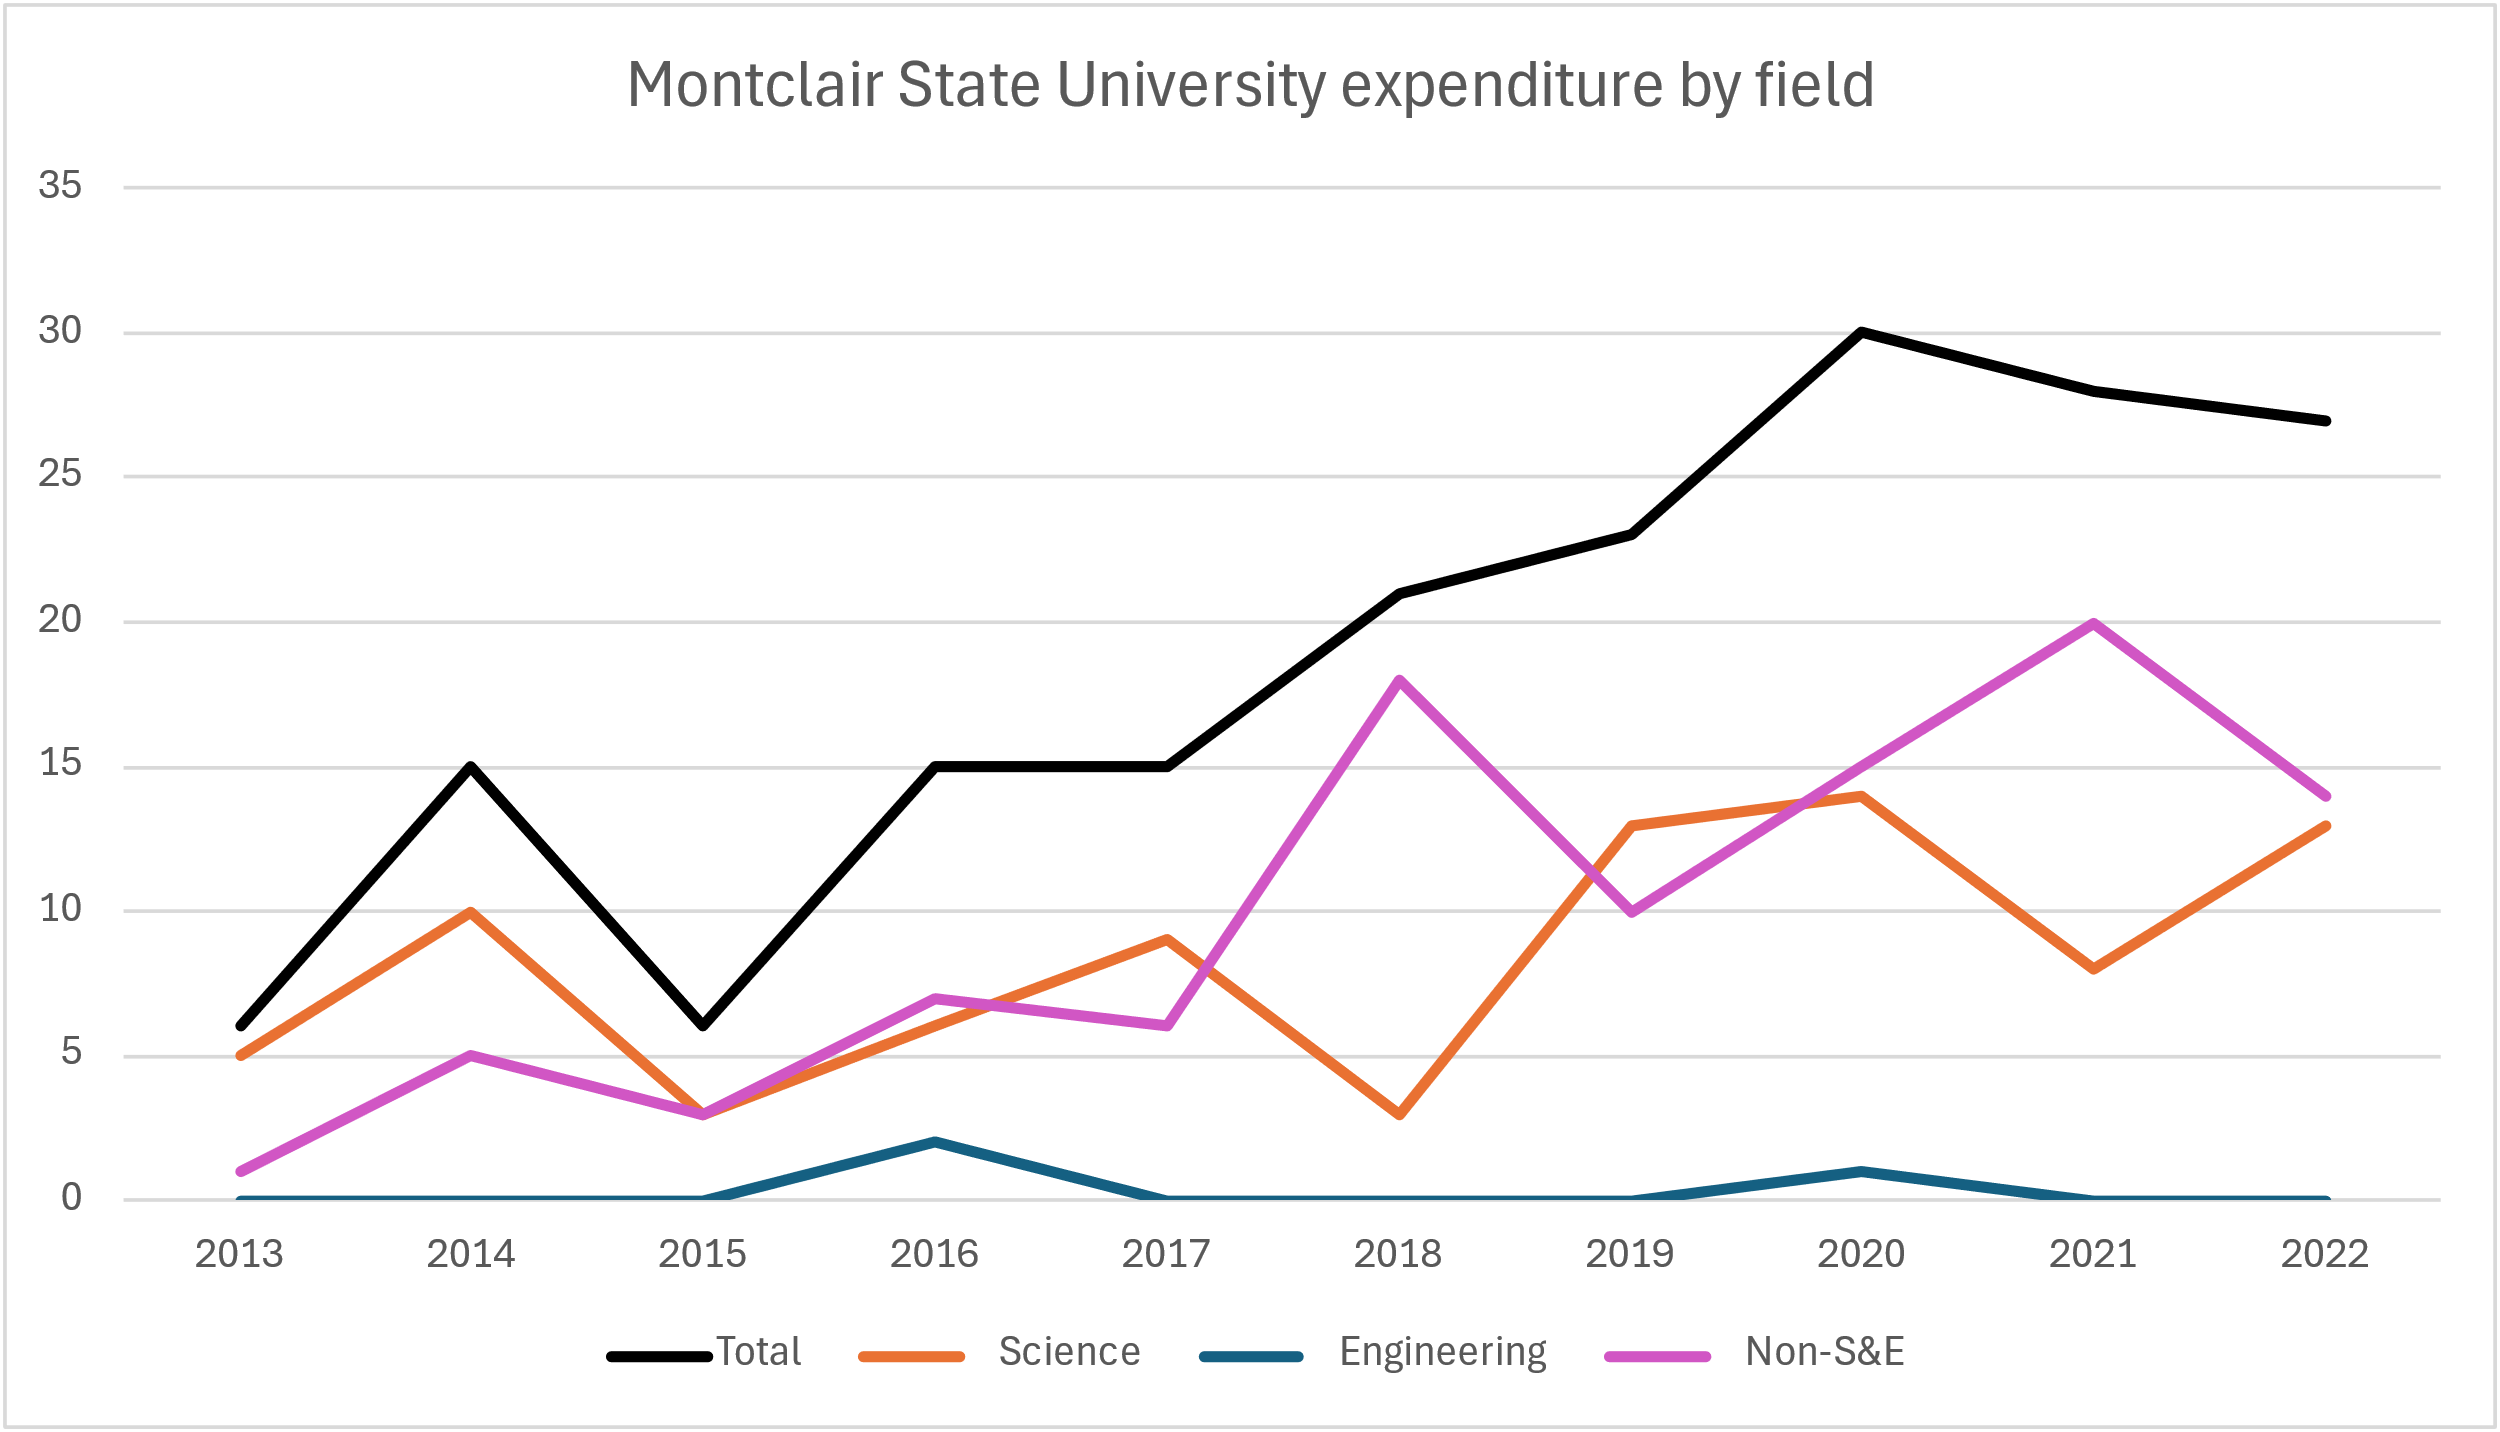 Montclair State University expenditure by field
35
30
25
20
15
10
5
0
2013 2014 2015 2016 2017 2018 2019 2020 2021 2022
Total Science Engineering Non-S&E